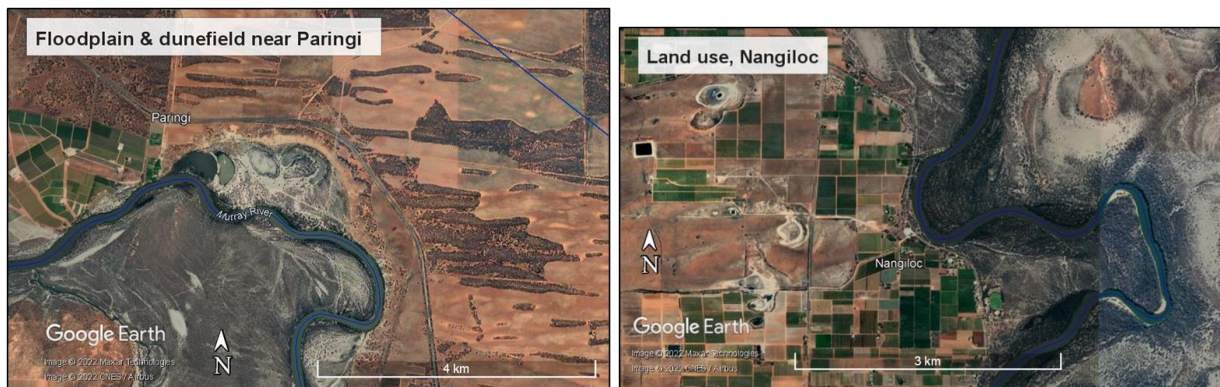 Floodplain & dunefield near Paringi
Paringi
Murray River
N
Google Earth
Image © 2022 Maxar Technologies
Image © 2022 CNES / Airbus
4 km
Land use, Nangiloc
N
Nangiloc
Google Earth
Image © 2022 Maxar Technologies
Image © 2022 CNES / Airbus
3 km